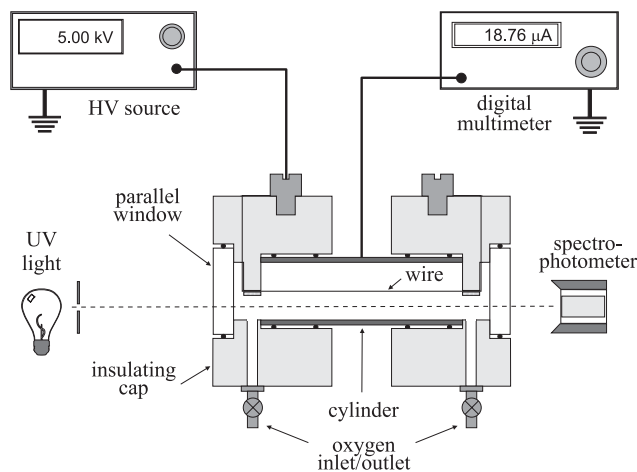 5.00 kV
18.76 μA
HV source
digital
multimeter
parallel
window
UV
light
spectro-
photometer
wire
insulating
cap
cylinder
oxygen
inlet/outlet